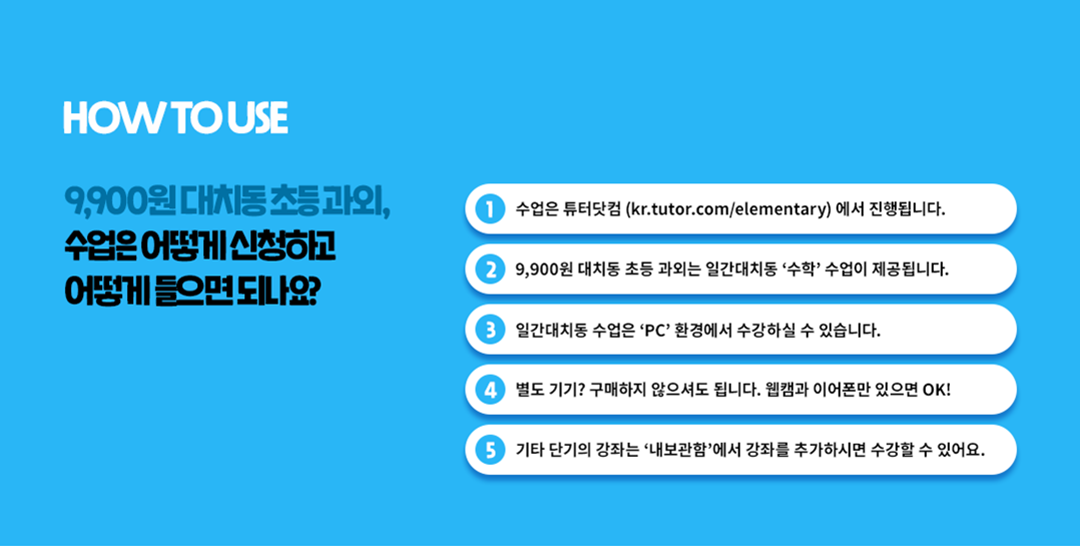 HOW TO USE
9,900원 대치동 초등 과외,
수업은 어떻게 신청하고
어떻게 들으면 되나요?
1 수업은 튜터닷컴 (kr.tutor.com/elementary) 에서 진행됩니다.
2 9,900원 대치동 초등 과외는 일간대치동 ‘수학’ 수업이 제공됩니다.
3 일간대치동 수업은 ‘PC’ 환경에서 수강하실 수 있습니다.
4 별도 기기? 구매하지 않으셔도 됩니다. 웹캠과 이어폰만 있으면 OK!
5 기타 단기의 강좌는 ‘내보관함’에서 강좌를 추가하시면 수강할 수 있어요.